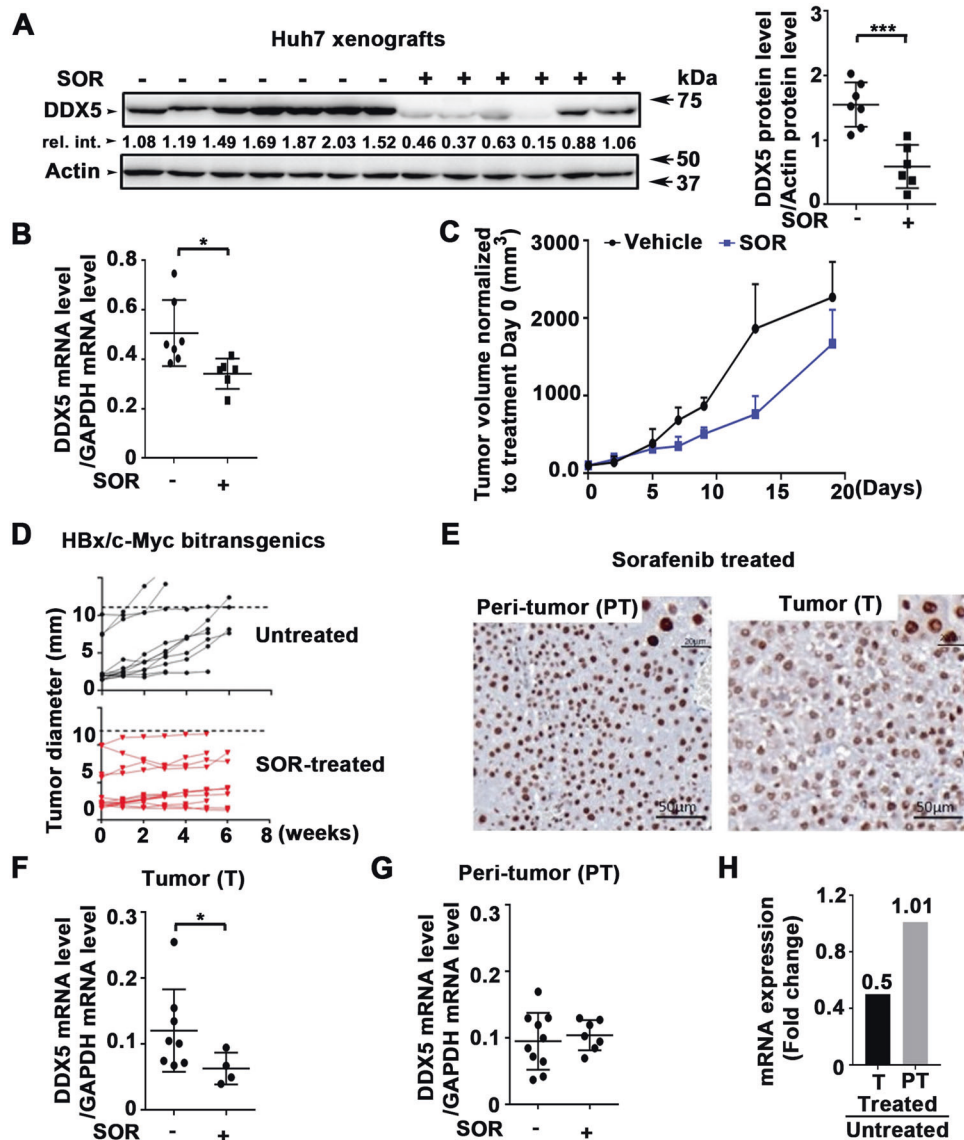 A
Huh7 xenografts
SOR - - - - - - - + + + + + + kDa
DDX5 75
rel. int. 1.08 1.19 1.49 1.69 1.87 2.03 1.52 0.46 0.37 0.63 0.15 0.88 1.06
50
Actin 37
***
DDX5 protein level
/Actin protein level
3
2
1
0
SOR - +
B
*
DDX5 mRNA level
/GAPDH mRNA level
0.8
0.6
0.4
0.2
0
SOR - +
C
Vehicle SOR
Tumor volume normalized
to treatment Day 0 (mm3)
3000
2000
1000
0.0
0 5 10 15 20 (Days)
D
HBx/c-Myc bitransgenics
Tumor diameter (mm)
10
5
0
Untreated
10
5
0
SOR-treated
0 2 4 6 8
(weeks)
E
Sorafenib treated
Peri-tumor (PT)
20µm
50µm
Tumor (T)
50µm
F
Tumor (T)
*
DDX5 mRNA level
/GAPDH mRNA level
0.3
0.2
0.1
0
SOR - +
G
Peri-tumor (PT)
DDX5 mRNA level
/GAPDH mRNA level
0.3
0.2
0.1
0
SOR - +
H
mRNA expression
(Fold change)
1.2
0.8
0.4
0
0.5
1.01
T PT
Treated
Untreated